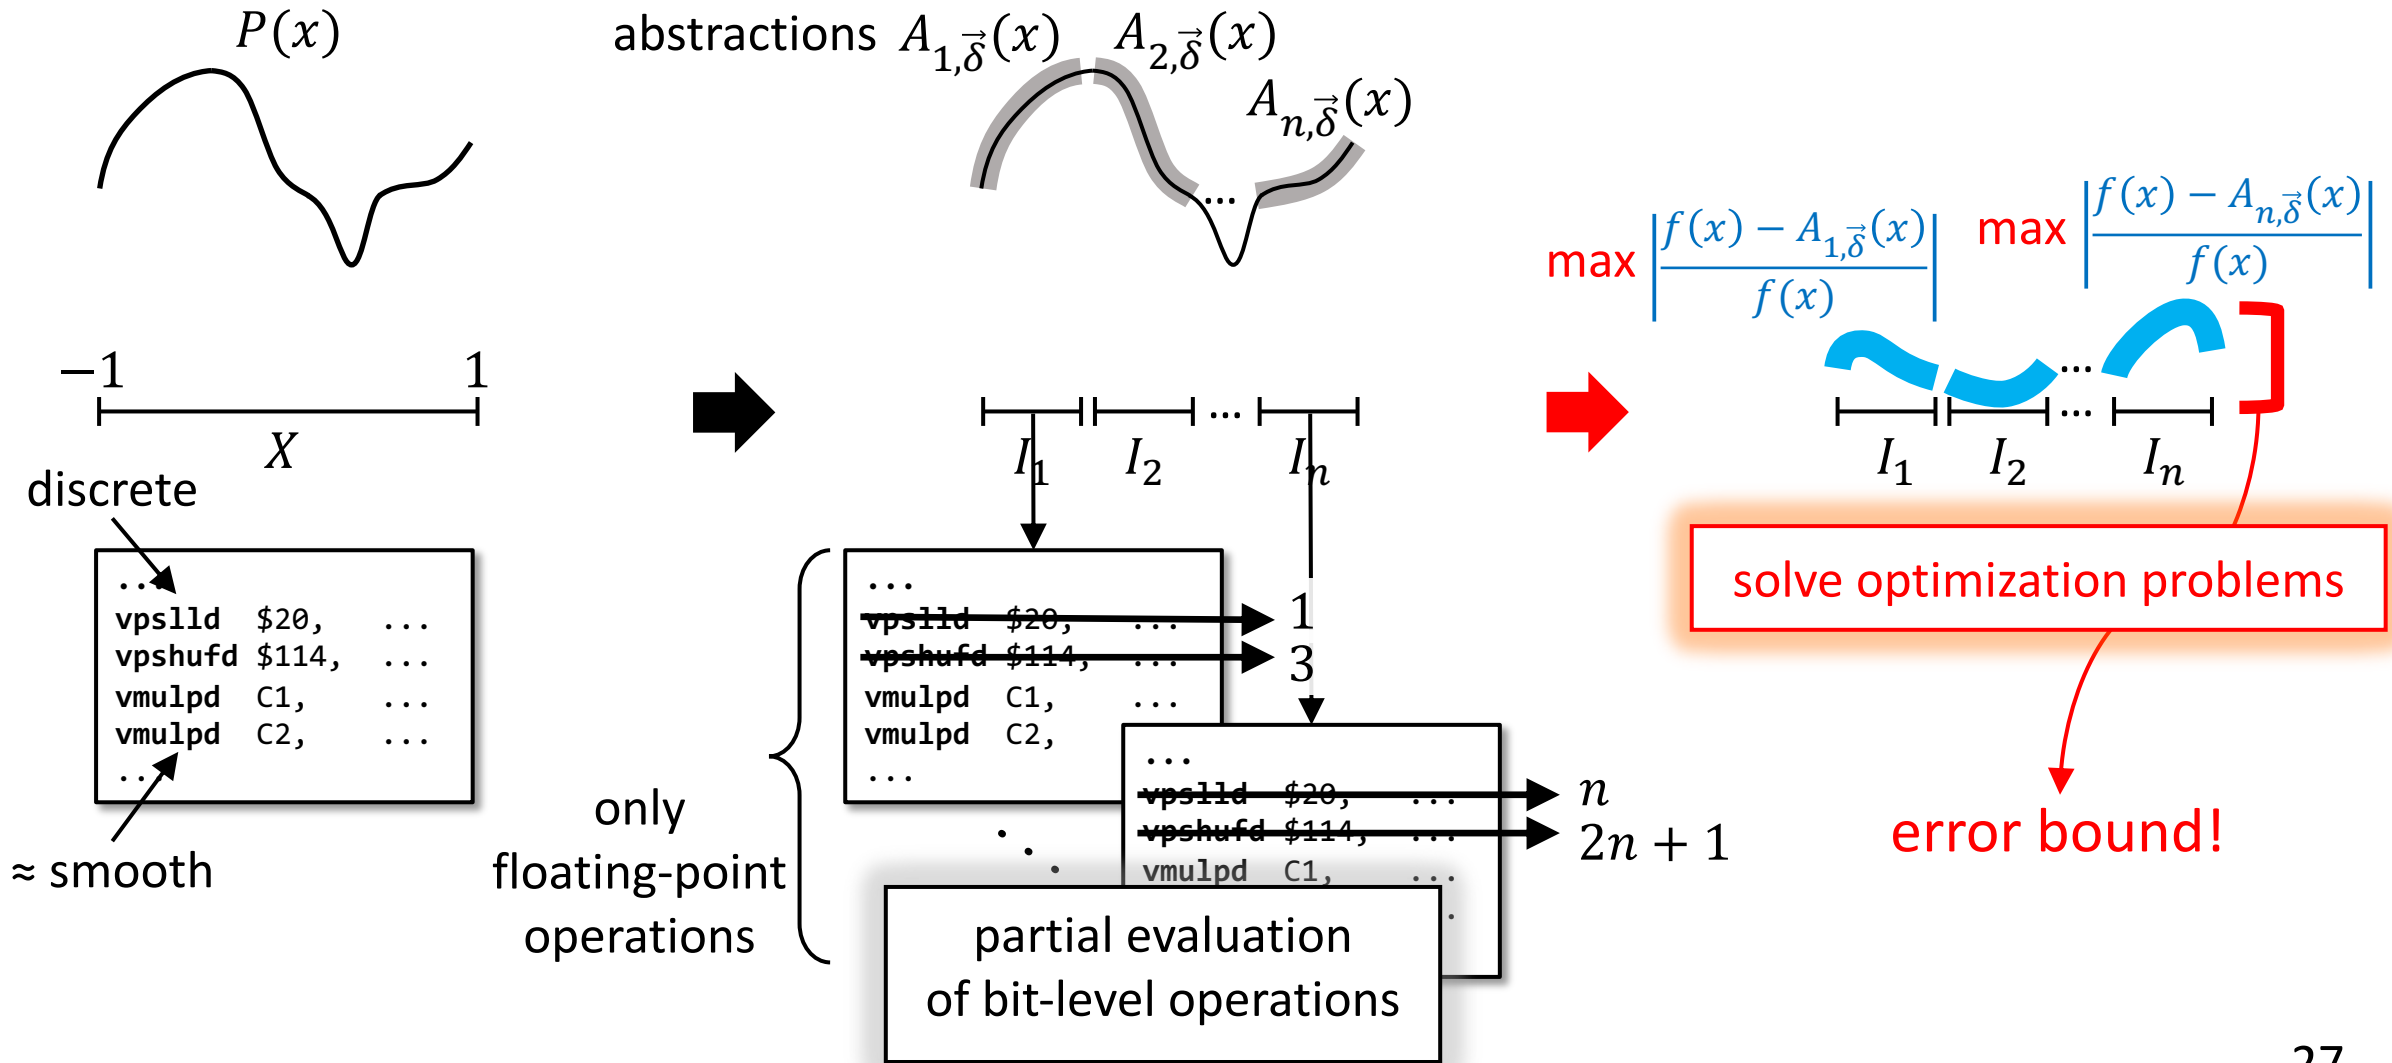 P(x)
−1 1
X
discrete
...
vpslld $20, ...
vpshufd $114, ...
vmulpd C1, ...
vmulpd C2, ...
...
≈ smooth
abstractions A_{1,δ⃗}(x) A_{2,δ⃗}(x)
A_{n,δ⃗}(x)
...
...
I_1 I_2 I_n
only
floating-point
operations
...
vpslld $20, ... 1
vpshufd $114, ... 3
vmulpd C1, ...
vmulpd C2,
...
...
vpslld $20, ... n
vpshufd $114, ... 2n + 1
vmulpd C1, ...
partial evaluation
of bit-level operations
max |(f(x) − A_{1,δ⃗}(x)) / f(x)| max |(f(x) − A_{n,δ⃗}(x)) / f(x)|
...
...
I_1 I_2 I_n
solve optimization problems
error bound!